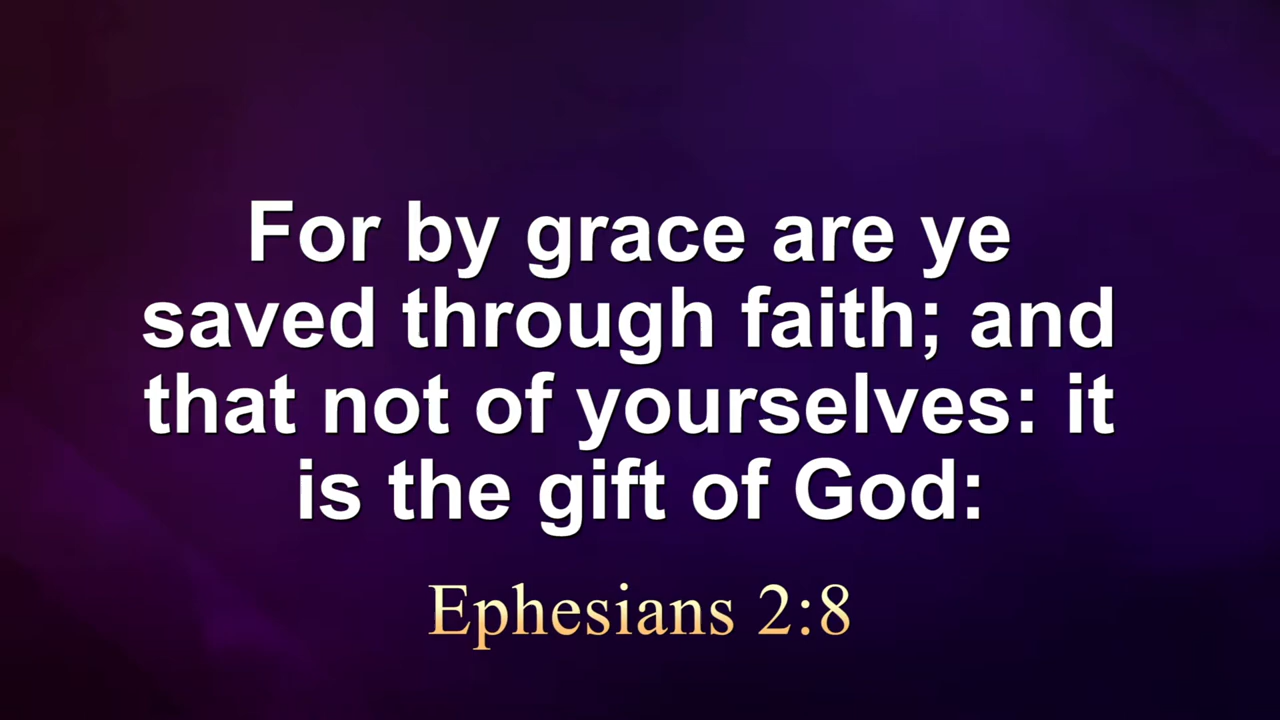 For by grace are ye
saved through faith; and
that not of yourselves: it
is the gift of God:
Ephesians 2:8